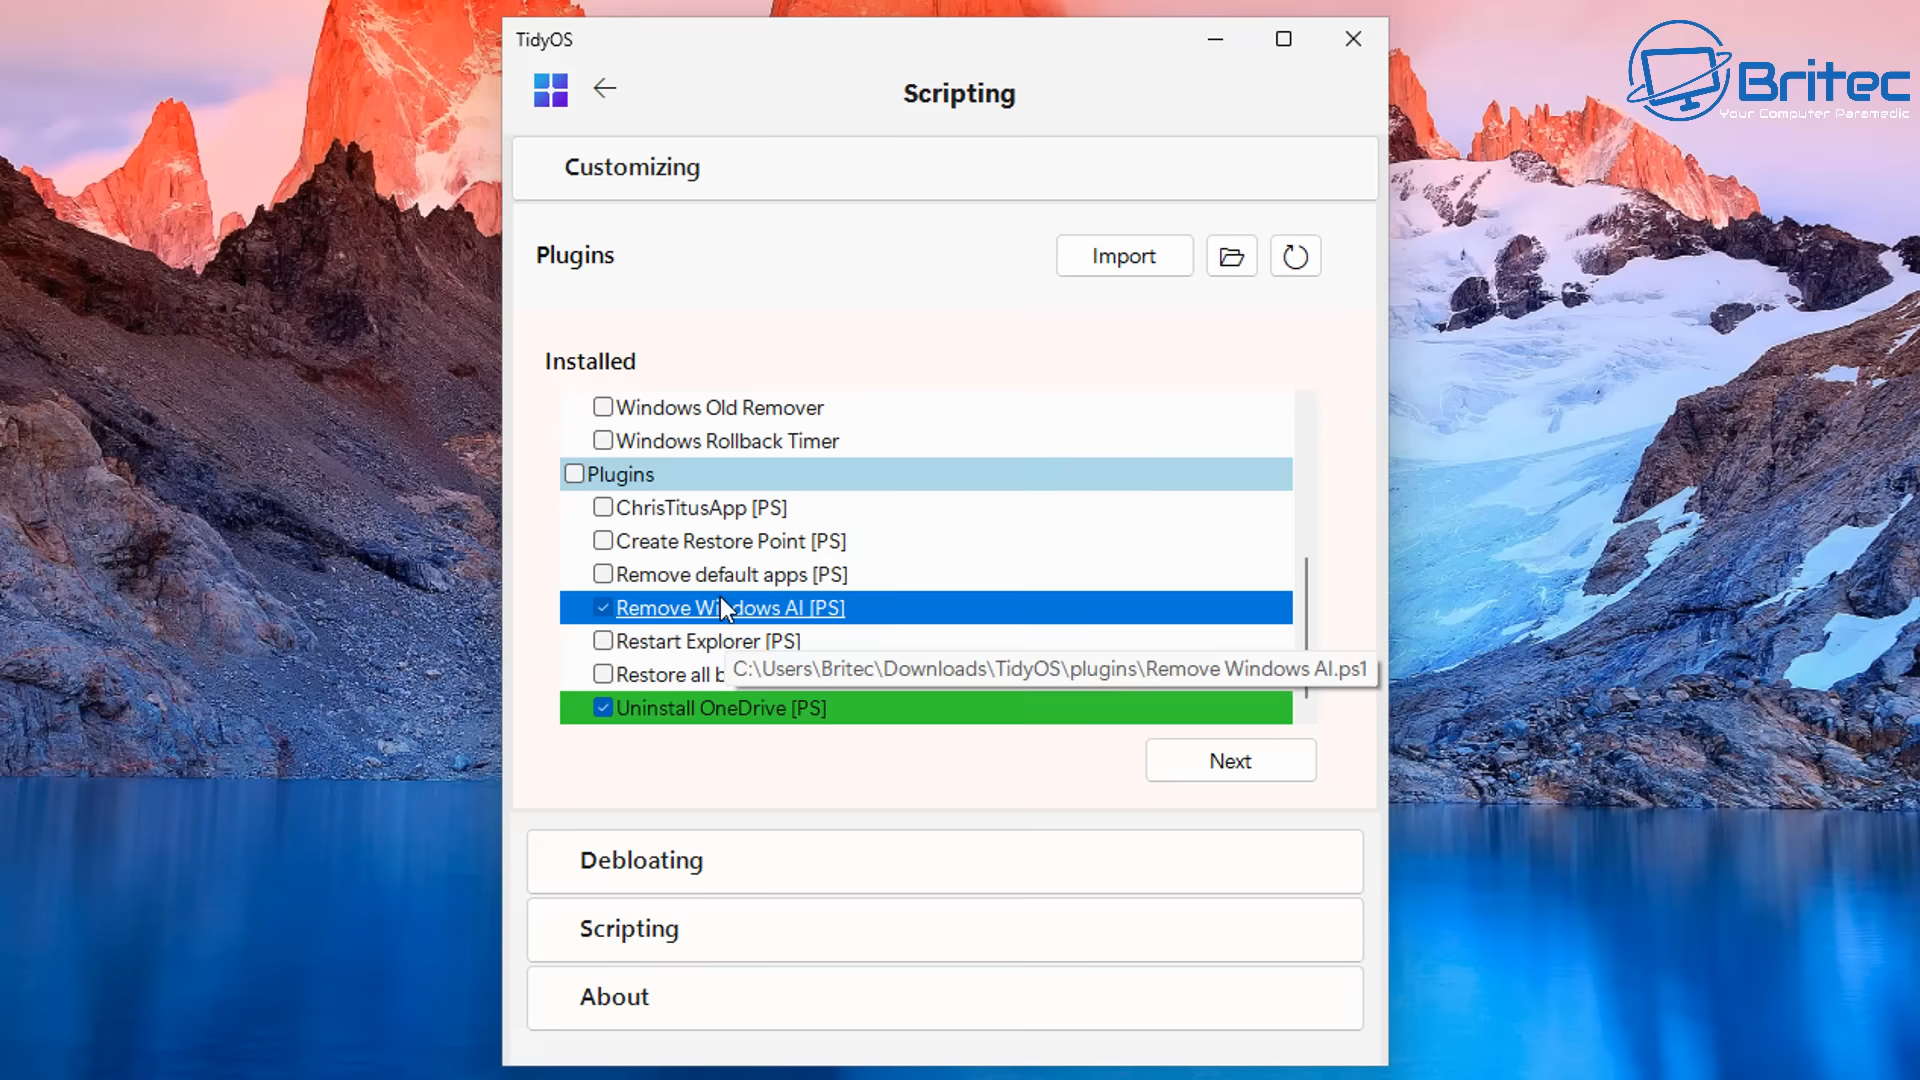 TidyOS
Britec
Your Computer Paramedic
Scripting
Customizing
Plugins
Import
Installed
Windows Old Remover
Windows Rollback Timer
Plugins
ChrisTitusApp [PS]
Create Restore Point [PS]
Remove default apps [PS]
Remove Windows AI [PS]
Restart Explorer [PS]
Restore all b
C:\Users\Britec\Downloads\TidyOS\plugins\Remove Windows AI.ps1
Uninstall OneDrive [PS]
Next
Debloating
Scripting
About